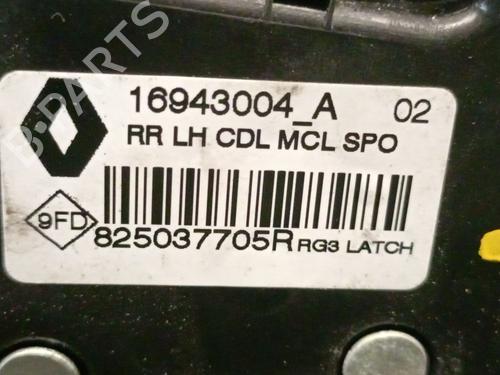 B-PARTS
16943004_A 02
RR LH CDL MCL SPO
9FD
825037705R RG3 LATCH